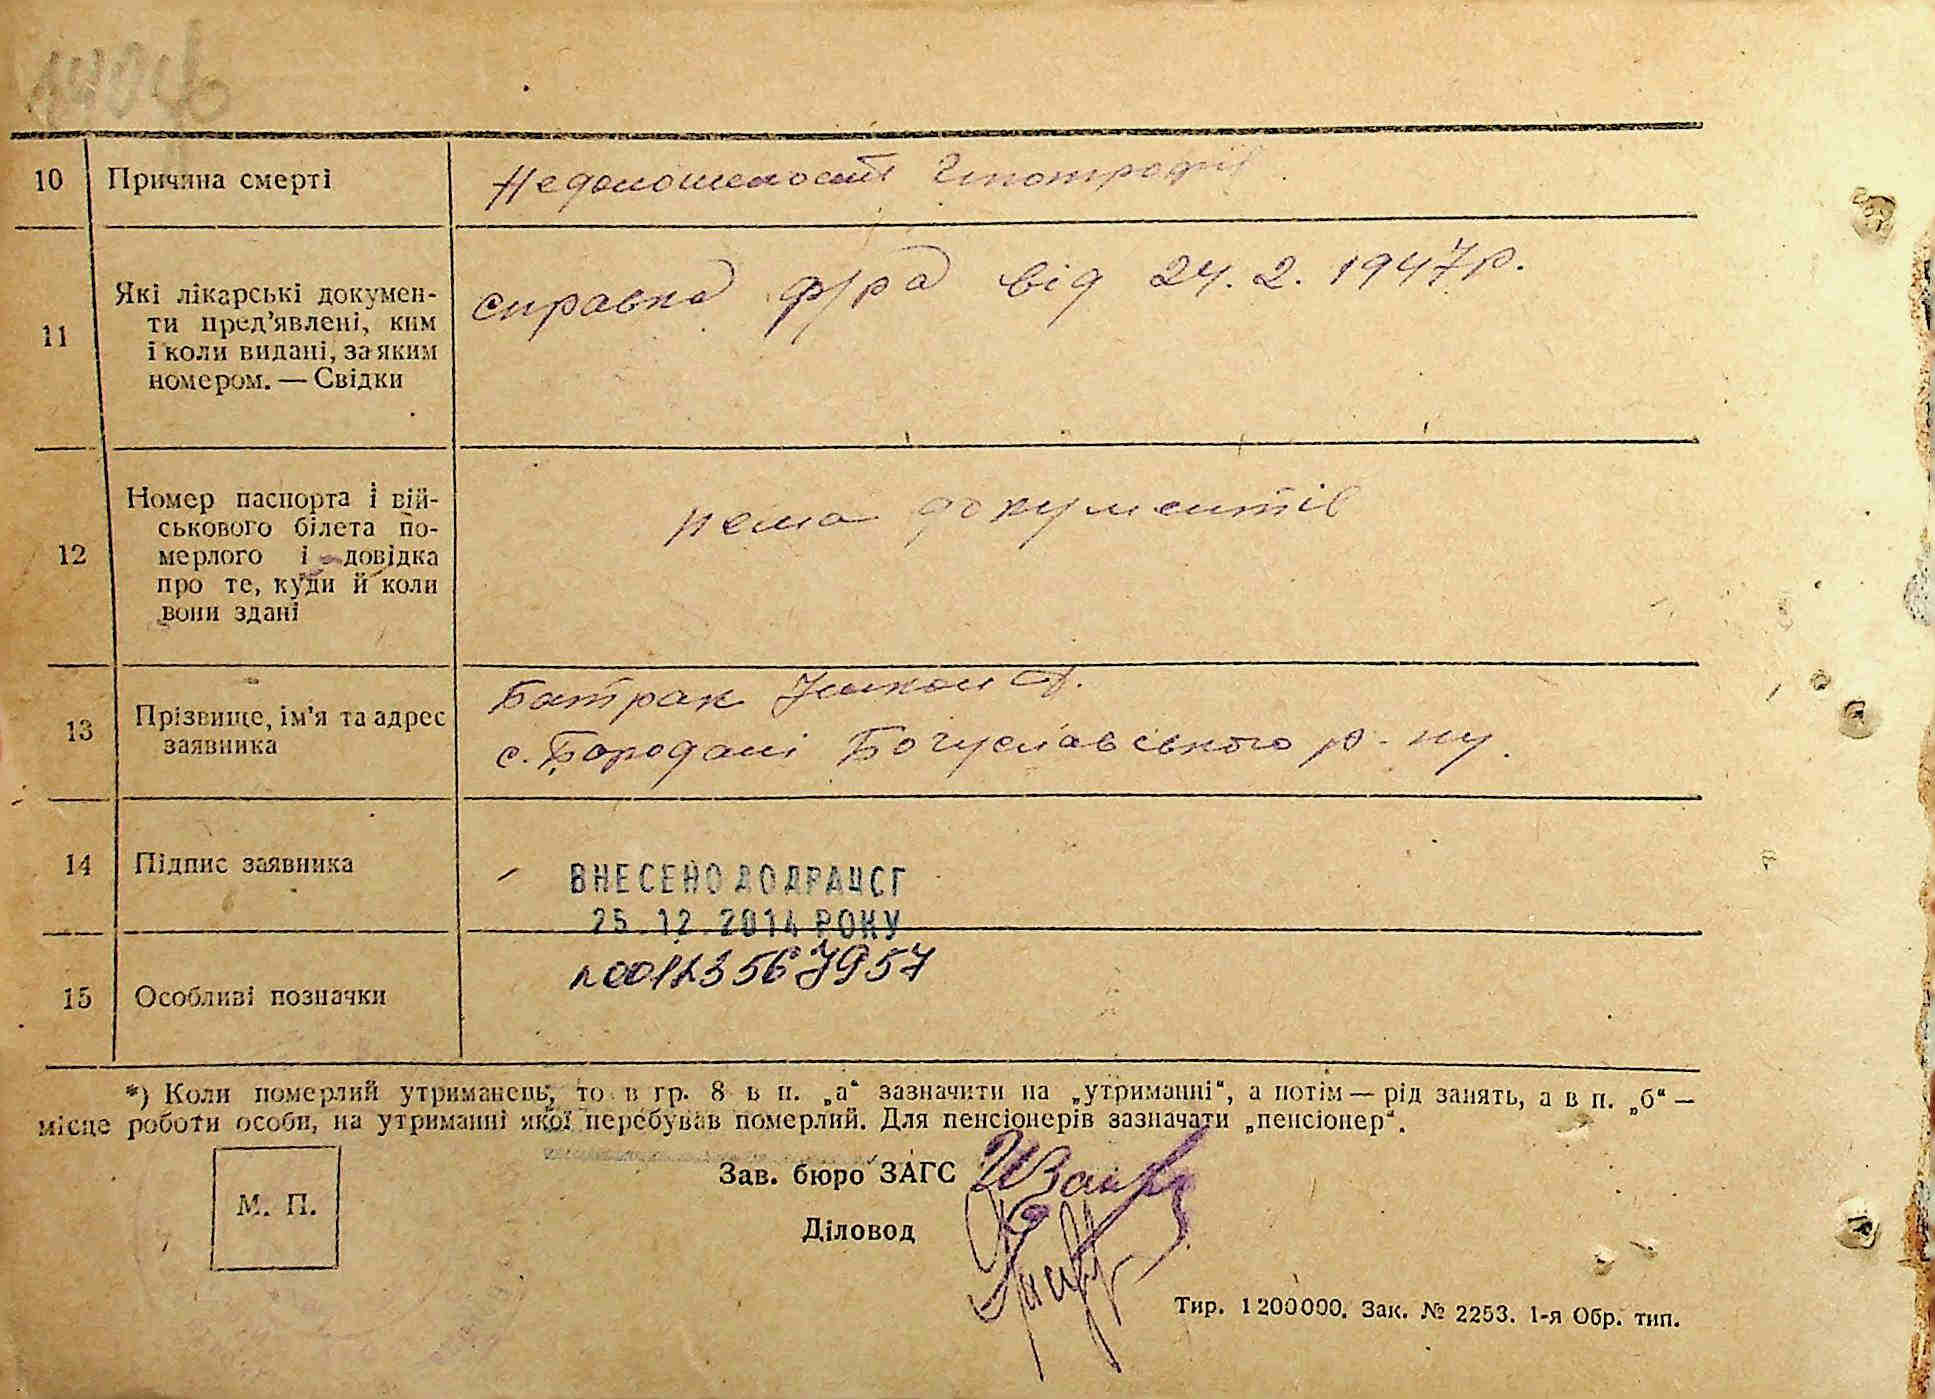 10 Причина смерті Недоношеність Гіпотрофія
11 Які лікарські докумен-
ти пред'явлені, ким
і коли видані, за яким
номером. — Свідки
справка ф/ра від 24. 2. 1947р.
12 Номер паспорта і вій-
ськового білета по-
мерлого і довідка
про те, куди й коли
вони здані
нема документів
13 Прізвище, ім'я та адрес
заявника
Батрак
с. Бородані Богуславського р-ну.
14 Підпис заявника
ВНЕСЕНО ДО ДРАЦСГ
25.12.2014 РОКУ
15 Особливі позначки
*) Коли померлий утриманець, то в гр. 8 в п. „а“ зазначити на „утриманні“, а потім — рід занять, а в п. „б“ —
місце роботи особи, на утриманні якої перебував померлий. Для пенсіонерів зазначати „пенсіонер“.
Зав. бюро ЗАГС
М. П.
Діловод
Тир. 1200000. Зак. № 2253. 1-я Обр. тип.